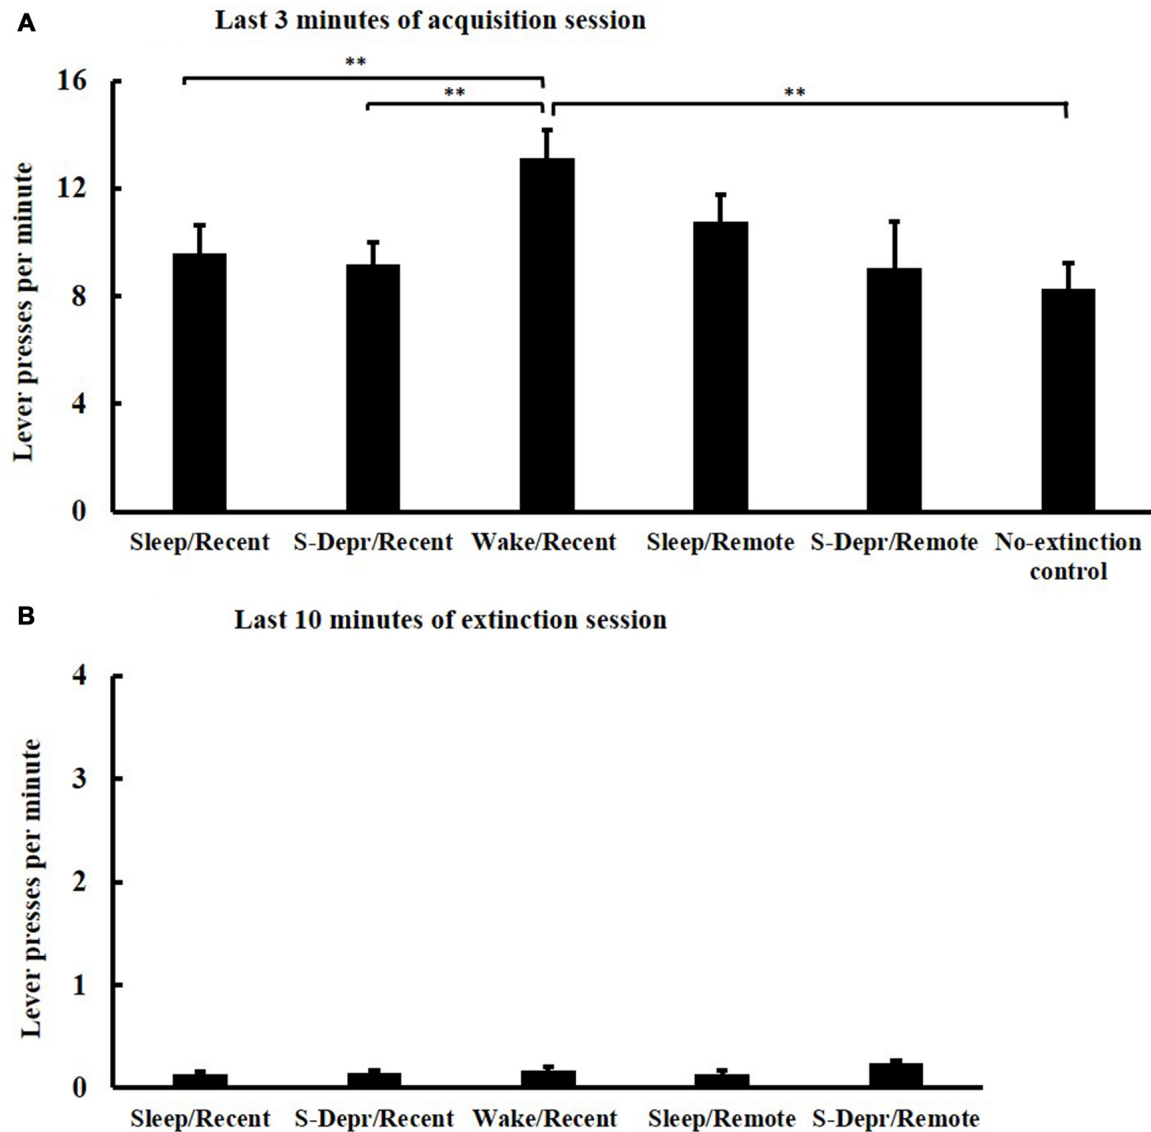 A
Last 3 minutes of acquisition session
**
**
**
Lever presses per minute
16
12
8
4
0
Sleep/Recent
S-Depr/Recent
Wake/Recent
Sleep/Remote
S-Depr/Remote
No-extinction
control
B
Last 10 minutes of extinction session
Lever presses per minute
4
3
2
1
0
Sleep/Recent
S-Depr/Recent
Wake/Recent
Sleep/Remote
S-Depr/Remote